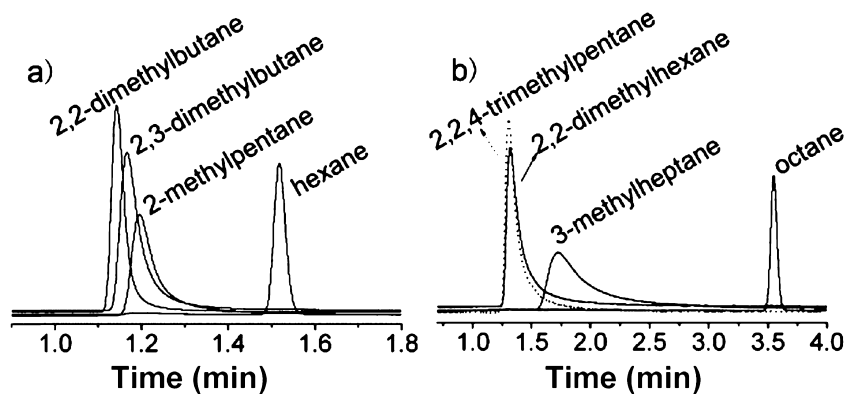 a)
2,2-dimethylbutane
2,3-dimethylbutane
2-methylpentane
hexane
1.0 1.2 1.4 1.6 1.8
Time (min)
b)
2,2,4-trimethylpentane
2,2-dimethylhexane
3-methylheptane
octane
1.0 1.5 2.0 2.5 3.0 3.5 4.0
Time (min)